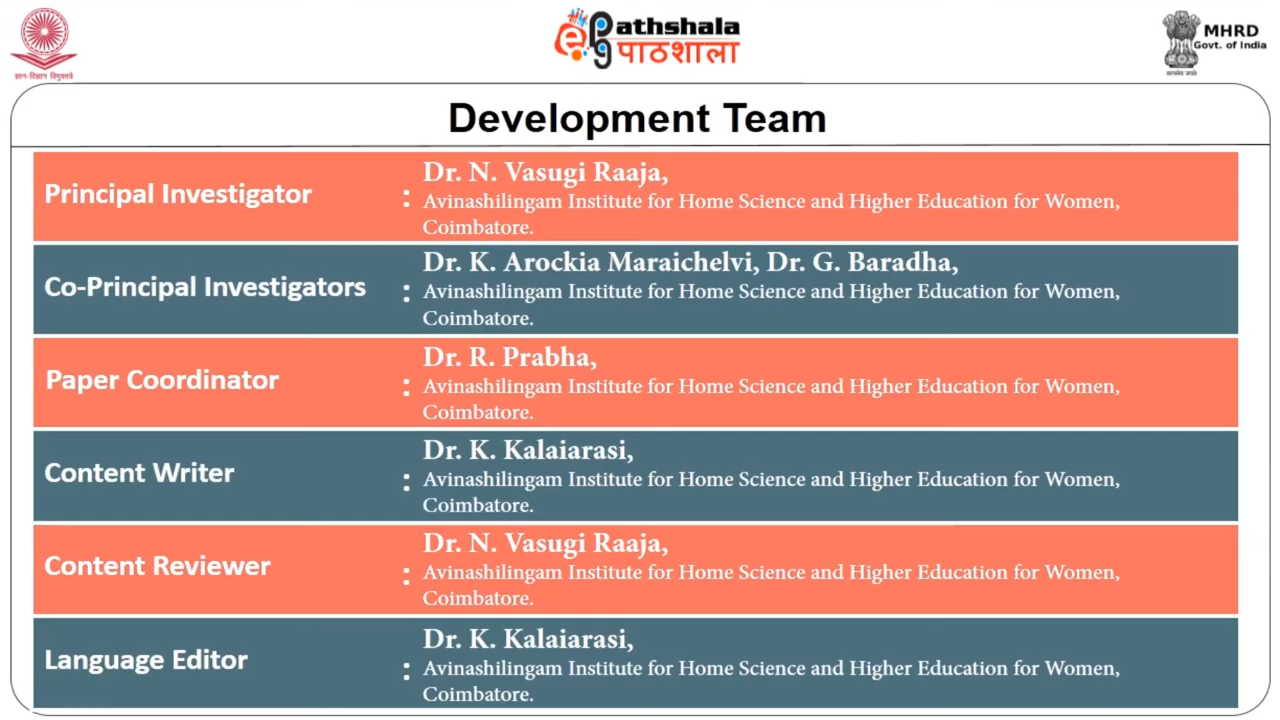 ज्ञान-विज्ञान विमुक्तये
ePG Pathshala
पाठशाला
MHRD
Govt. of India
सत्यमेव जयते
Development Team
Principal Investigator
:
Dr. N. Vasugi Raaja,
Avinashilingam Institute for Home Science and Higher Education for Women,
Coimbatore.
Co-Principal Investigators
:
Dr. K. Arockia Maraichelvi, Dr. G. Baradha,
Avinashilingam Institute for Home Science and Higher Education for Women,
Coimbatore.
Paper Coordinator
:
Dr. R. Prabha,
Avinashilingam Institute for Home Science and Higher Education for Women,
Coimbatore.
Content Writer
:
Dr. K. Kalaiarasi,
Avinashilingam Institute for Home Science and Higher Education for Women,
Coimbatore.
Content Reviewer
:
Dr. N. Vasugi Raaja,
Avinashilingam Institute for Home Science and Higher Education for Women,
Coimbatore.
Language Editor
:
Dr. K. Kalaiarasi,
Avinashilingam Institute for Home Science and Higher Education for Women,
Coimbatore.